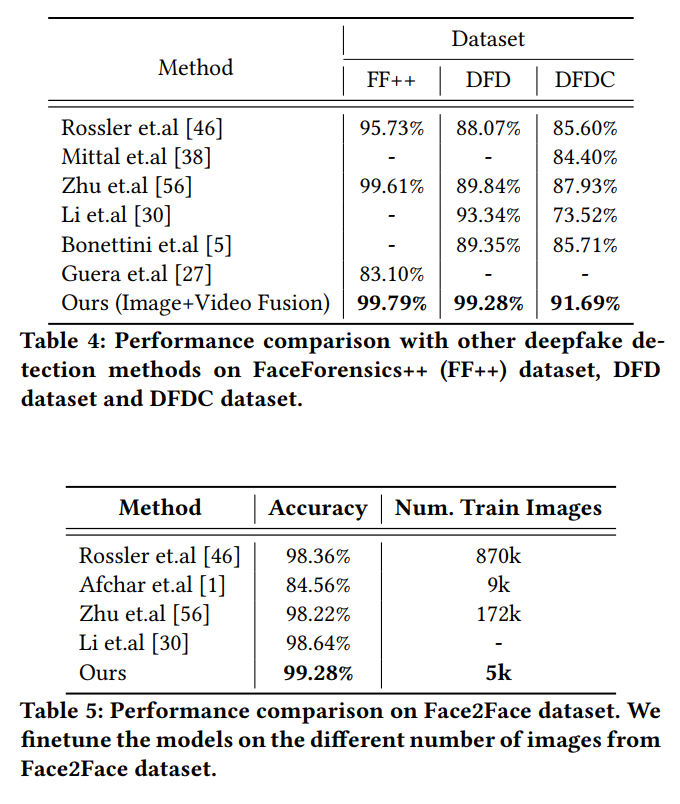 Method Dataset
FF++ DFD DFDC
Rossler et.al [46] 95.73% 88.07% 85.60%
Mittal et.al [38] - - 84.40%
Zhu et.al [56] 99.61% 89.84% 87.93%
Li et.al [30] - 93.34% 73.52%
Bonettini et.al [5] - 89.35% 85.71%
Guera et.al [27] 83.10% - -
Ours (Image+Video Fusion) 99.79% 99.28% 91.69%
Table 4: Performance comparison with other deepfake de-
tection methods on FaceForensics++ (FF++) dataset, DFD
dataset and DFDC dataset.
Method Accuracy Num. Train Images
Rossler et.al [46] 98.36% 870k
Afchar et.al [1] 84.56% 9k
Zhu et.al [56] 98.22% 172k
Li et.al [30] 98.64% -
Ours 99.28% 5k
Table 5: Performance comparison on Face2Face dataset. We
finetune the models on the different number of images from
Face2Face dataset.